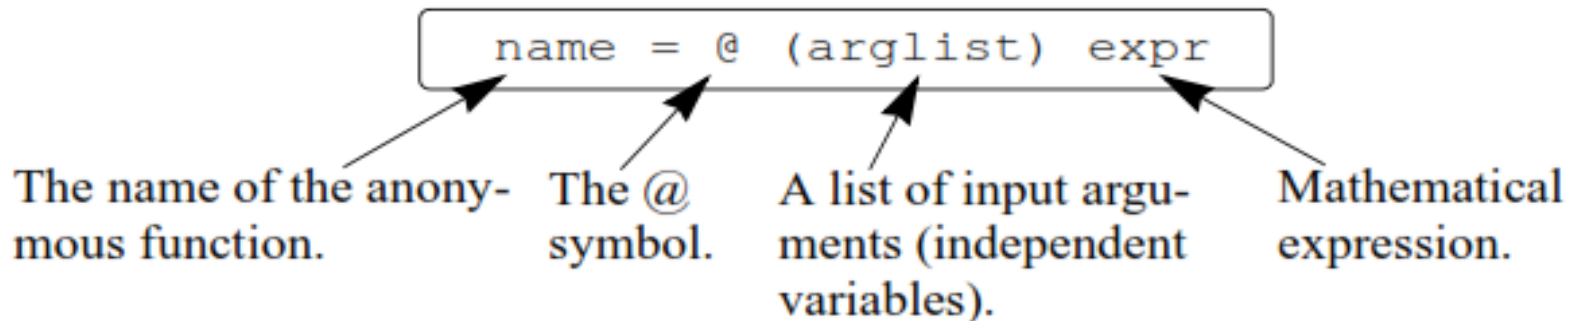 name = @ (arglist) expr
The name of the anony-
mous function.
The @
symbol.
A list of input argu-
ments (independent
variables).
Mathematical
expression.